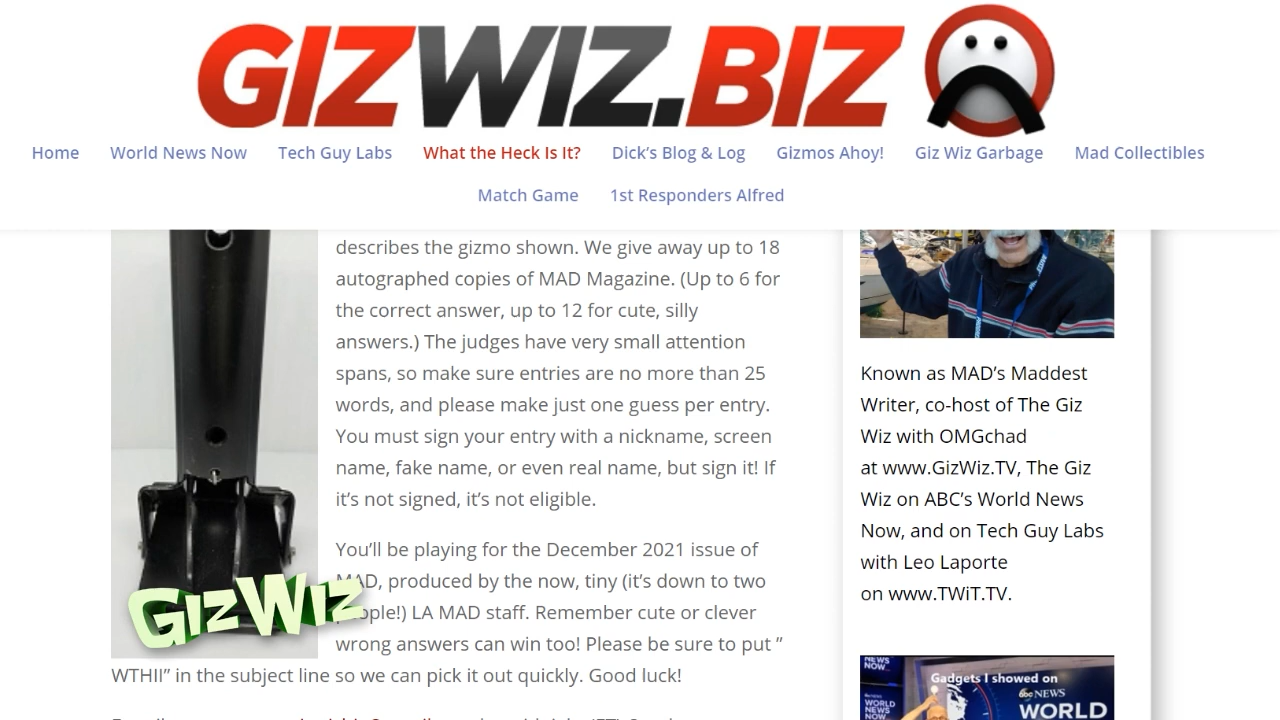 GIZWIZ.BIZ
Home World News Now Tech Guy Labs What the Heck Is It? Dick’s Blog & Log Gizmos Ahoy! Giz Wiz Garbage Mad Collectibles
Match Game 1st Responders Alfred
describes the gizmo shown. We give away up to 18
autographed copies of MAD Magazine. (Up to 6 for
the correct answer, up to 12 for cute, silly
answers.) The judges have very small attention
spans, so make sure entries are no more than 25
words, and please make just one guess per entry.
You must sign your entry with a nickname, screen
name, fake name, or even real name, but sign it! If
it’s not signed, it’s not eligible.
You’ll be playing for the December 2021 issue of
MAD, produced by the now, tiny (it’s down to two
people!) LA MAD staff. Remember cute or clever
wrong answers can win too! Please be sure to put ”
WTHII” in the subject line so we can pick it out quickly. Good luck!
GIZWIZ
Known as MAD’s Maddest
Writer, co-host of The Giz
Wiz with OMGchad
at www.GizWiz.TV, The Giz
Wiz on ABC’s World News
Now, and on Tech Guy Labs
with Leo Laporte
on www.TWiT.TV.
NEWS
NOW
Gadgets I showed on
abc NEWS
WORLD
WORLD
NEWS
NOW